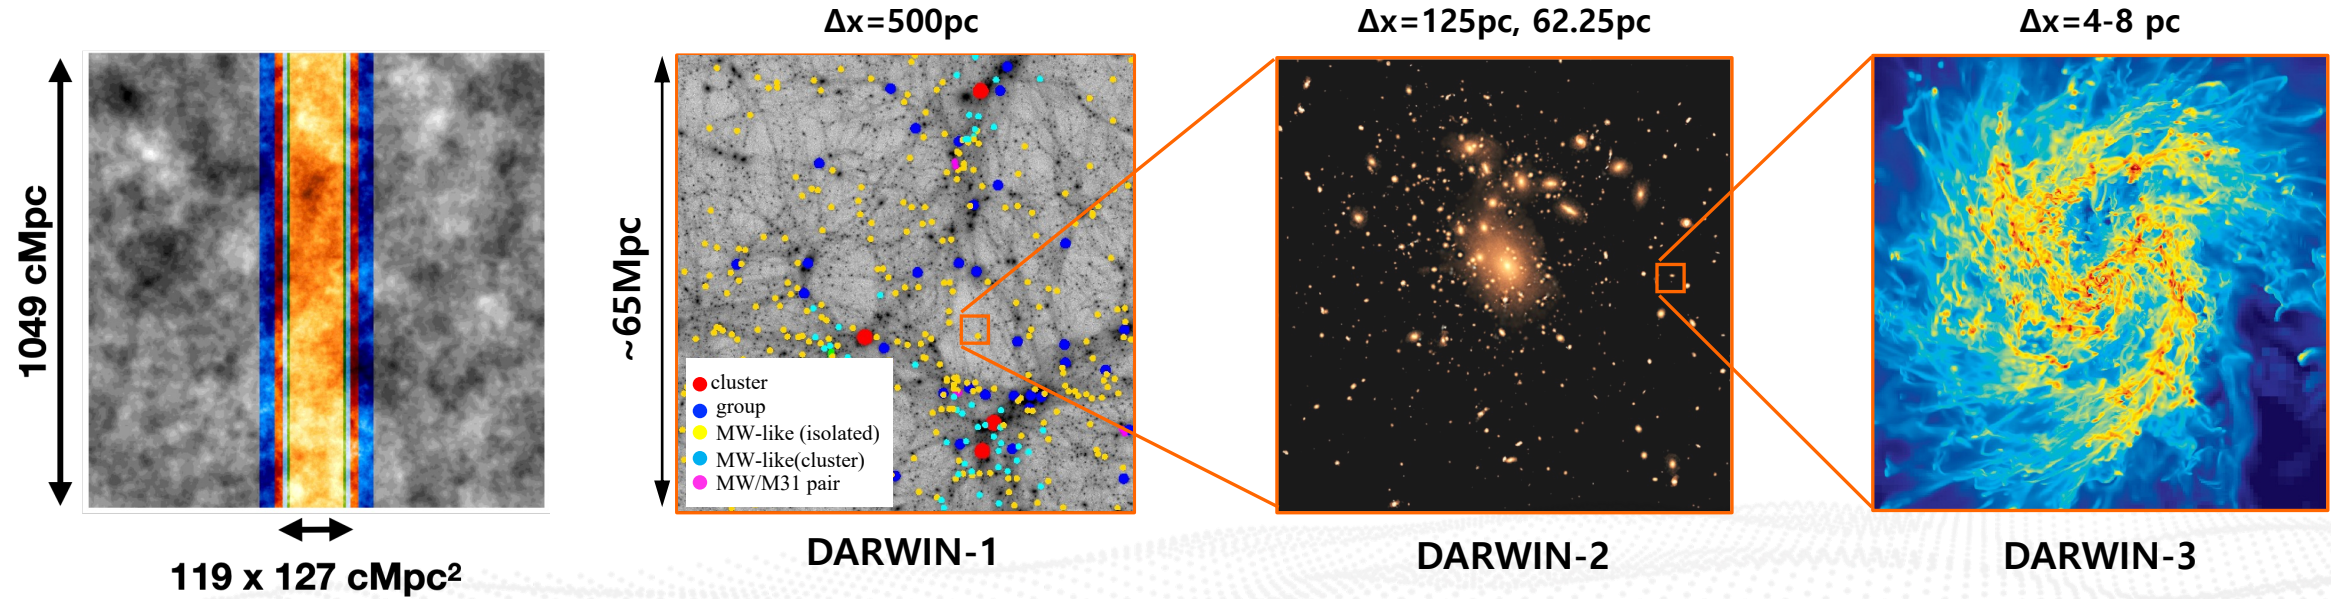 1049 cMpc
119 x 127 cMpc²
Δx=500pc
~65Mpc
cluster
group
MW-like (isolated)
MW-like(cluster)
MW/M31 pair
DARWIN-1
Δx=125pc, 62.25pc
DARWIN-2
Δx=4-8 pc
DARWIN-3